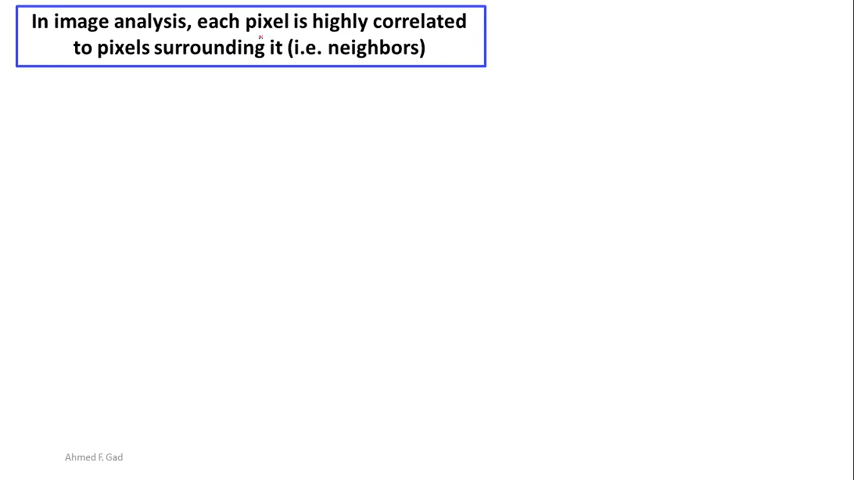 In image analysis, each pixel is highly correlated
to pixels surrounding it (i.e. neighbors)
Ahmed F. Gad